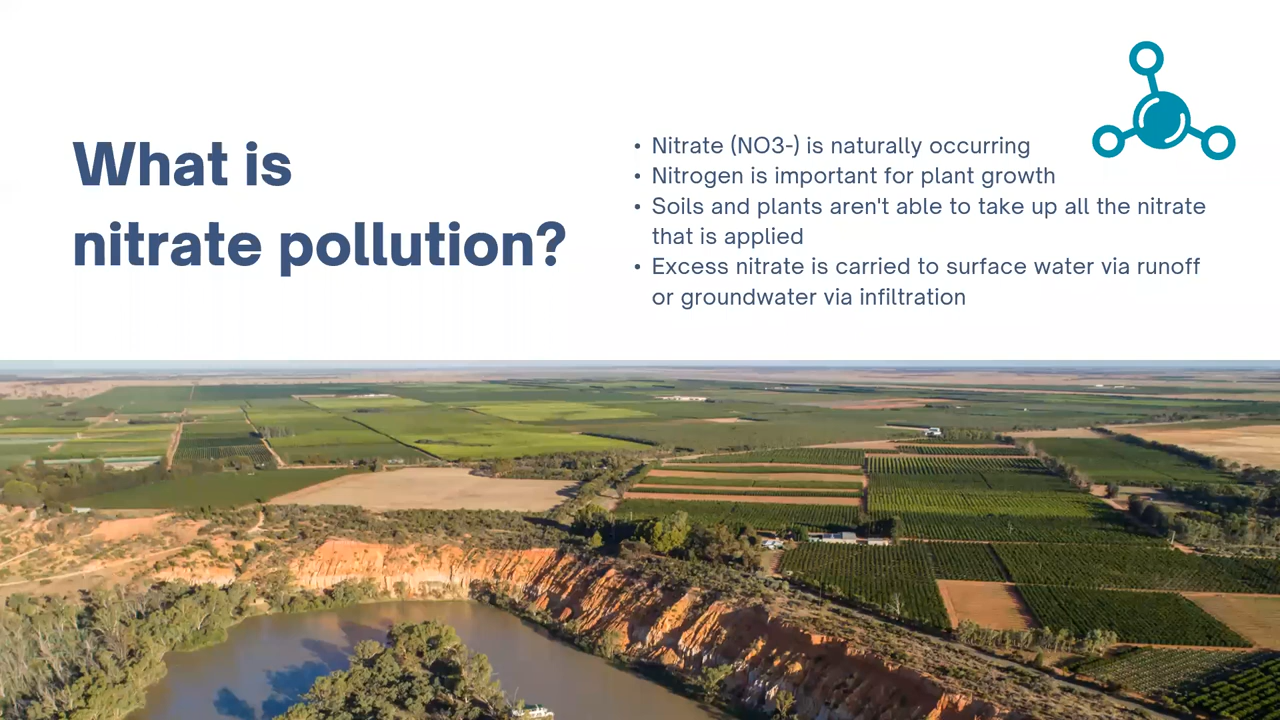 What is
nitrate pollution?
• Nitrate (NO3-) is naturally occurring
• Nitrogen is important for plant growth
• Soils and plants aren't able to take up all the nitrate
that is applied
• Excess nitrate is carried to surface water via runoff
or groundwater via infiltration